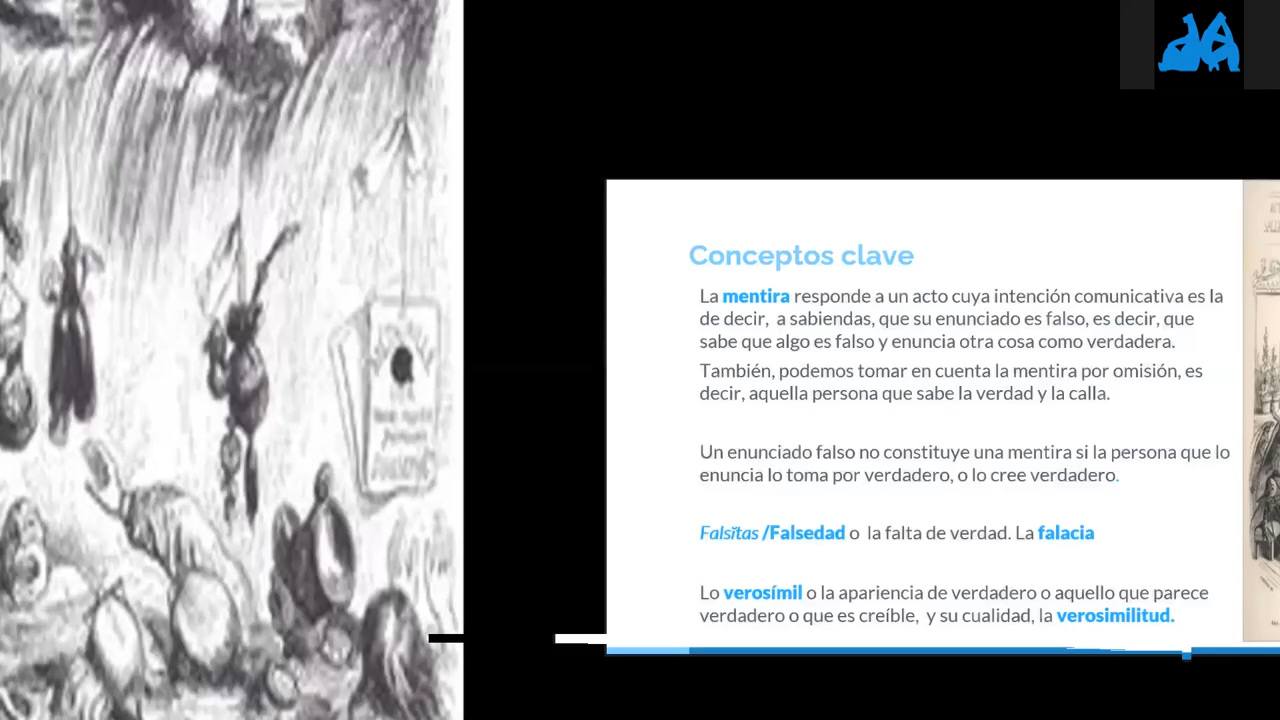 Conceptos clave
La mentira responde a un acto cuya intención comunicativa es la
de decir, a sabiendas, que su enunciado es falso, es decir, que
sabe que algo es falso y enuncia otra cosa como verdadera.
También, podemos tomar en cuenta la mentira por omisión, es
decir, aquella persona que sabe la verdad y la calla.
Un enunciado falso no constituye una mentira si la persona que lo
enuncia lo toma por verdadero, o lo cree verdadero.
Falsĭtas /Falsedad o la falta de verdad. La falacia
Lo verosímil o la apariencia de verdadero o aquello que parece
verdadero o que es creíble, y su cualidad, la verosimilitud.